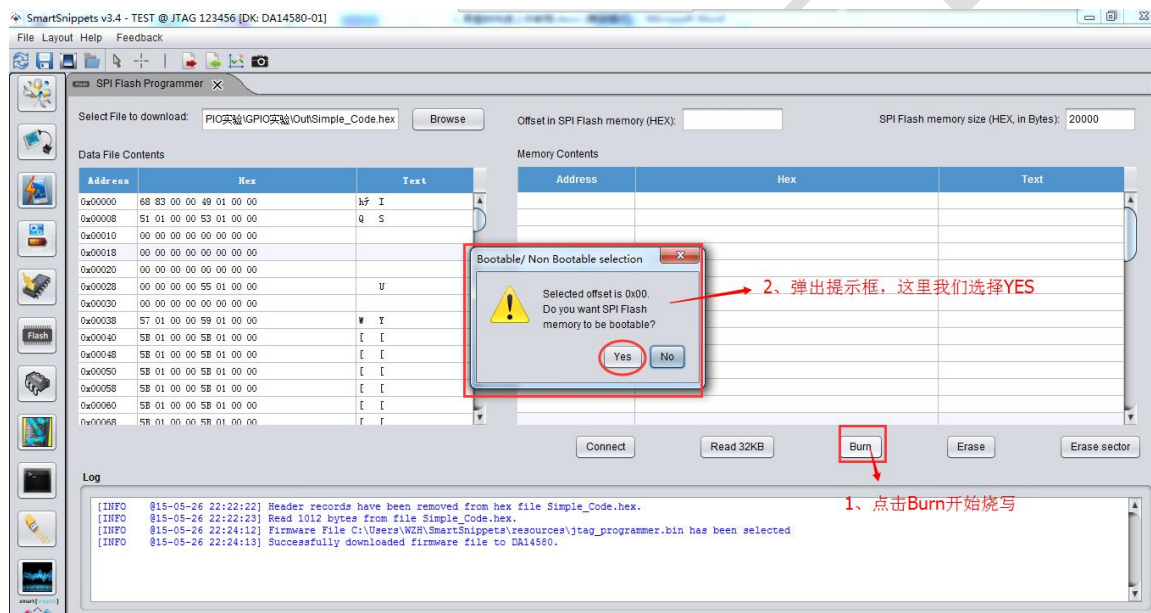 SmartSnippets v3.4 - TEST @ JTAG 123456 [DK: DA14580-01]
File Layout Help Feedback
SPI Flash Programmer X
Select File to download: PIO实验\GPIO实验\Out\Simple_Code.hex Browse
Offset in SPI Flash memory (HEX):
SPI Flash memory size (HEX, in Bytes): 20000
Data File Contents
Memory Contents
Address Hex Text
Address Hex Text
0x00000 68 83 00 00 49 01 00 00
0x00008 51 01 00 00 53 01 00 00 Q S
0x00010 00 00 00 00 00 00 00 00
0x00018 00 00 00 00 00 00 00 00
0x00020 00 00 00 00 00 00 00 00
0x00028 00 00 00 00 55 01 00 00 U
0x00030 00 00 00 00 00 00 00 00
0x00038 57 01 00 00 59 01 00 00 W Y
0x00040 5B 01 00 00 5B 01 00 00 [ [
0x00048 5B 01 00 00 5B 01 00 00 [ [
0x00050 5B 01 00 00 5B 01 00 00 [ [
0x00058 5B 01 00 00 5B 01 00 00 [ [
0x00060 5B 01 00 00 5B 01 00 00 [ [
0x00068 5B 01 00 00 5B 01 00 00 [ [
Bootable/ Non Bootable selection
Selected offset is 0x00.
Do you want SPI Flash
memory to be bootable?
Yes No
2、弹出提示框，这里我们选择YES
Flash
Connect Read 32KB Burn Erase Erase sector
1、点击Burn开始烧写
Log
[INFO @15-05-26 22:22:22] Header records have been removed from hex file Simple_Code.hex.
[INFO @15-05-26 22:22:23] Read 1012 bytes from file Simple_Code.hex.
[INFO @15-05-26 22:24:12] Firmware File C:\Users\WZH\SmartSnippets\resources\jtag_programmer.bin has been selected
[INFO @15-05-26 22:24:13] Successfully downloaded firmware file to DA14580.